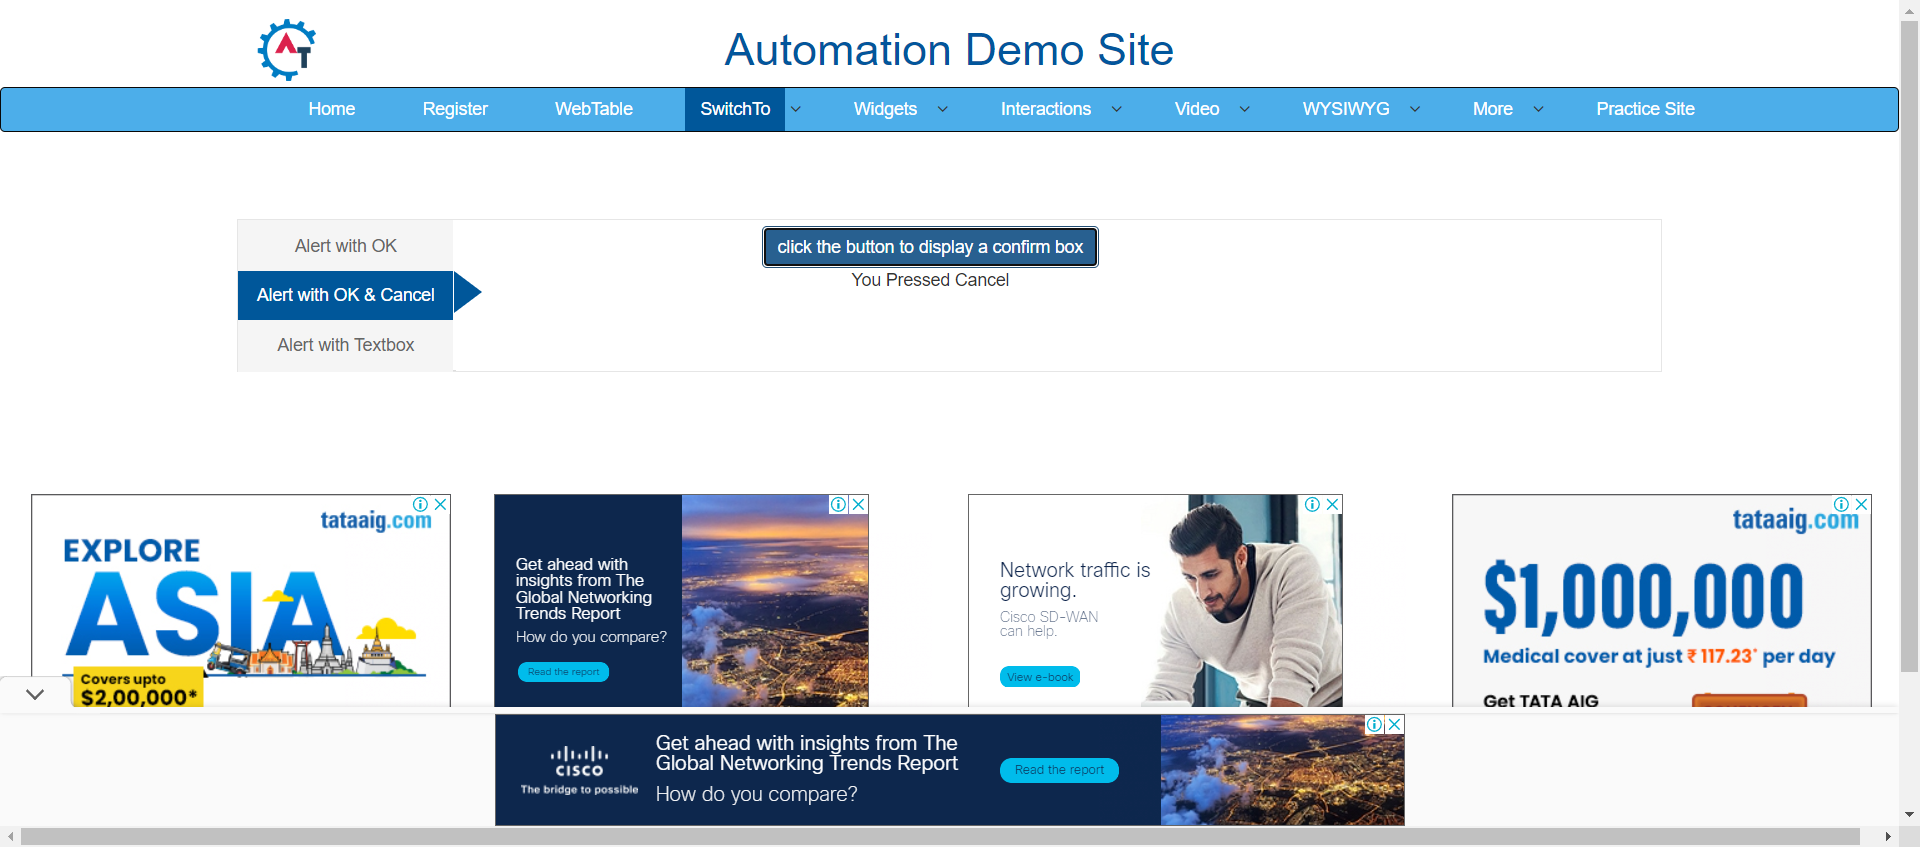 AT
Automation Demo Site
Home Register WebTable SwitchTo Widgets Interactions Video WYSIWYG More Practice Site
Alert with OK
Alert with OK & Cancel
Alert with Textbox
click the button to display a confirm box
You Pressed Cancel
tataaig.com
EXPLORE
ASIA
Covers upto
$2,00,000*
Get ahead with
insights from The
Global Networking
Trends Report
How do you compare?
Read the report
Network traffic is
growing.
Cisco SD-WAN
can help.
View e-book
tataaig.com
$1,000,000
Medical cover at just ₹ 117.23* per day
Get TATA AIG
CISCO
The bridge to possible
Get ahead with insights from The
Global Networking Trends Report
How do you compare?
Read the report